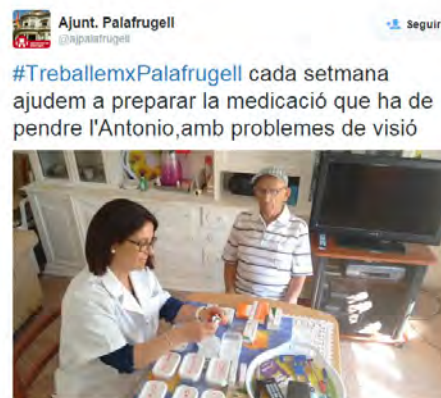 Ajunt. Palafrugell
@ajpalafrugell
Seguir
#TreballemxPalafrugell cada setmana
ajudem a preparar la medicació que ha de
pendre l'Antonio,amb problemes de visió